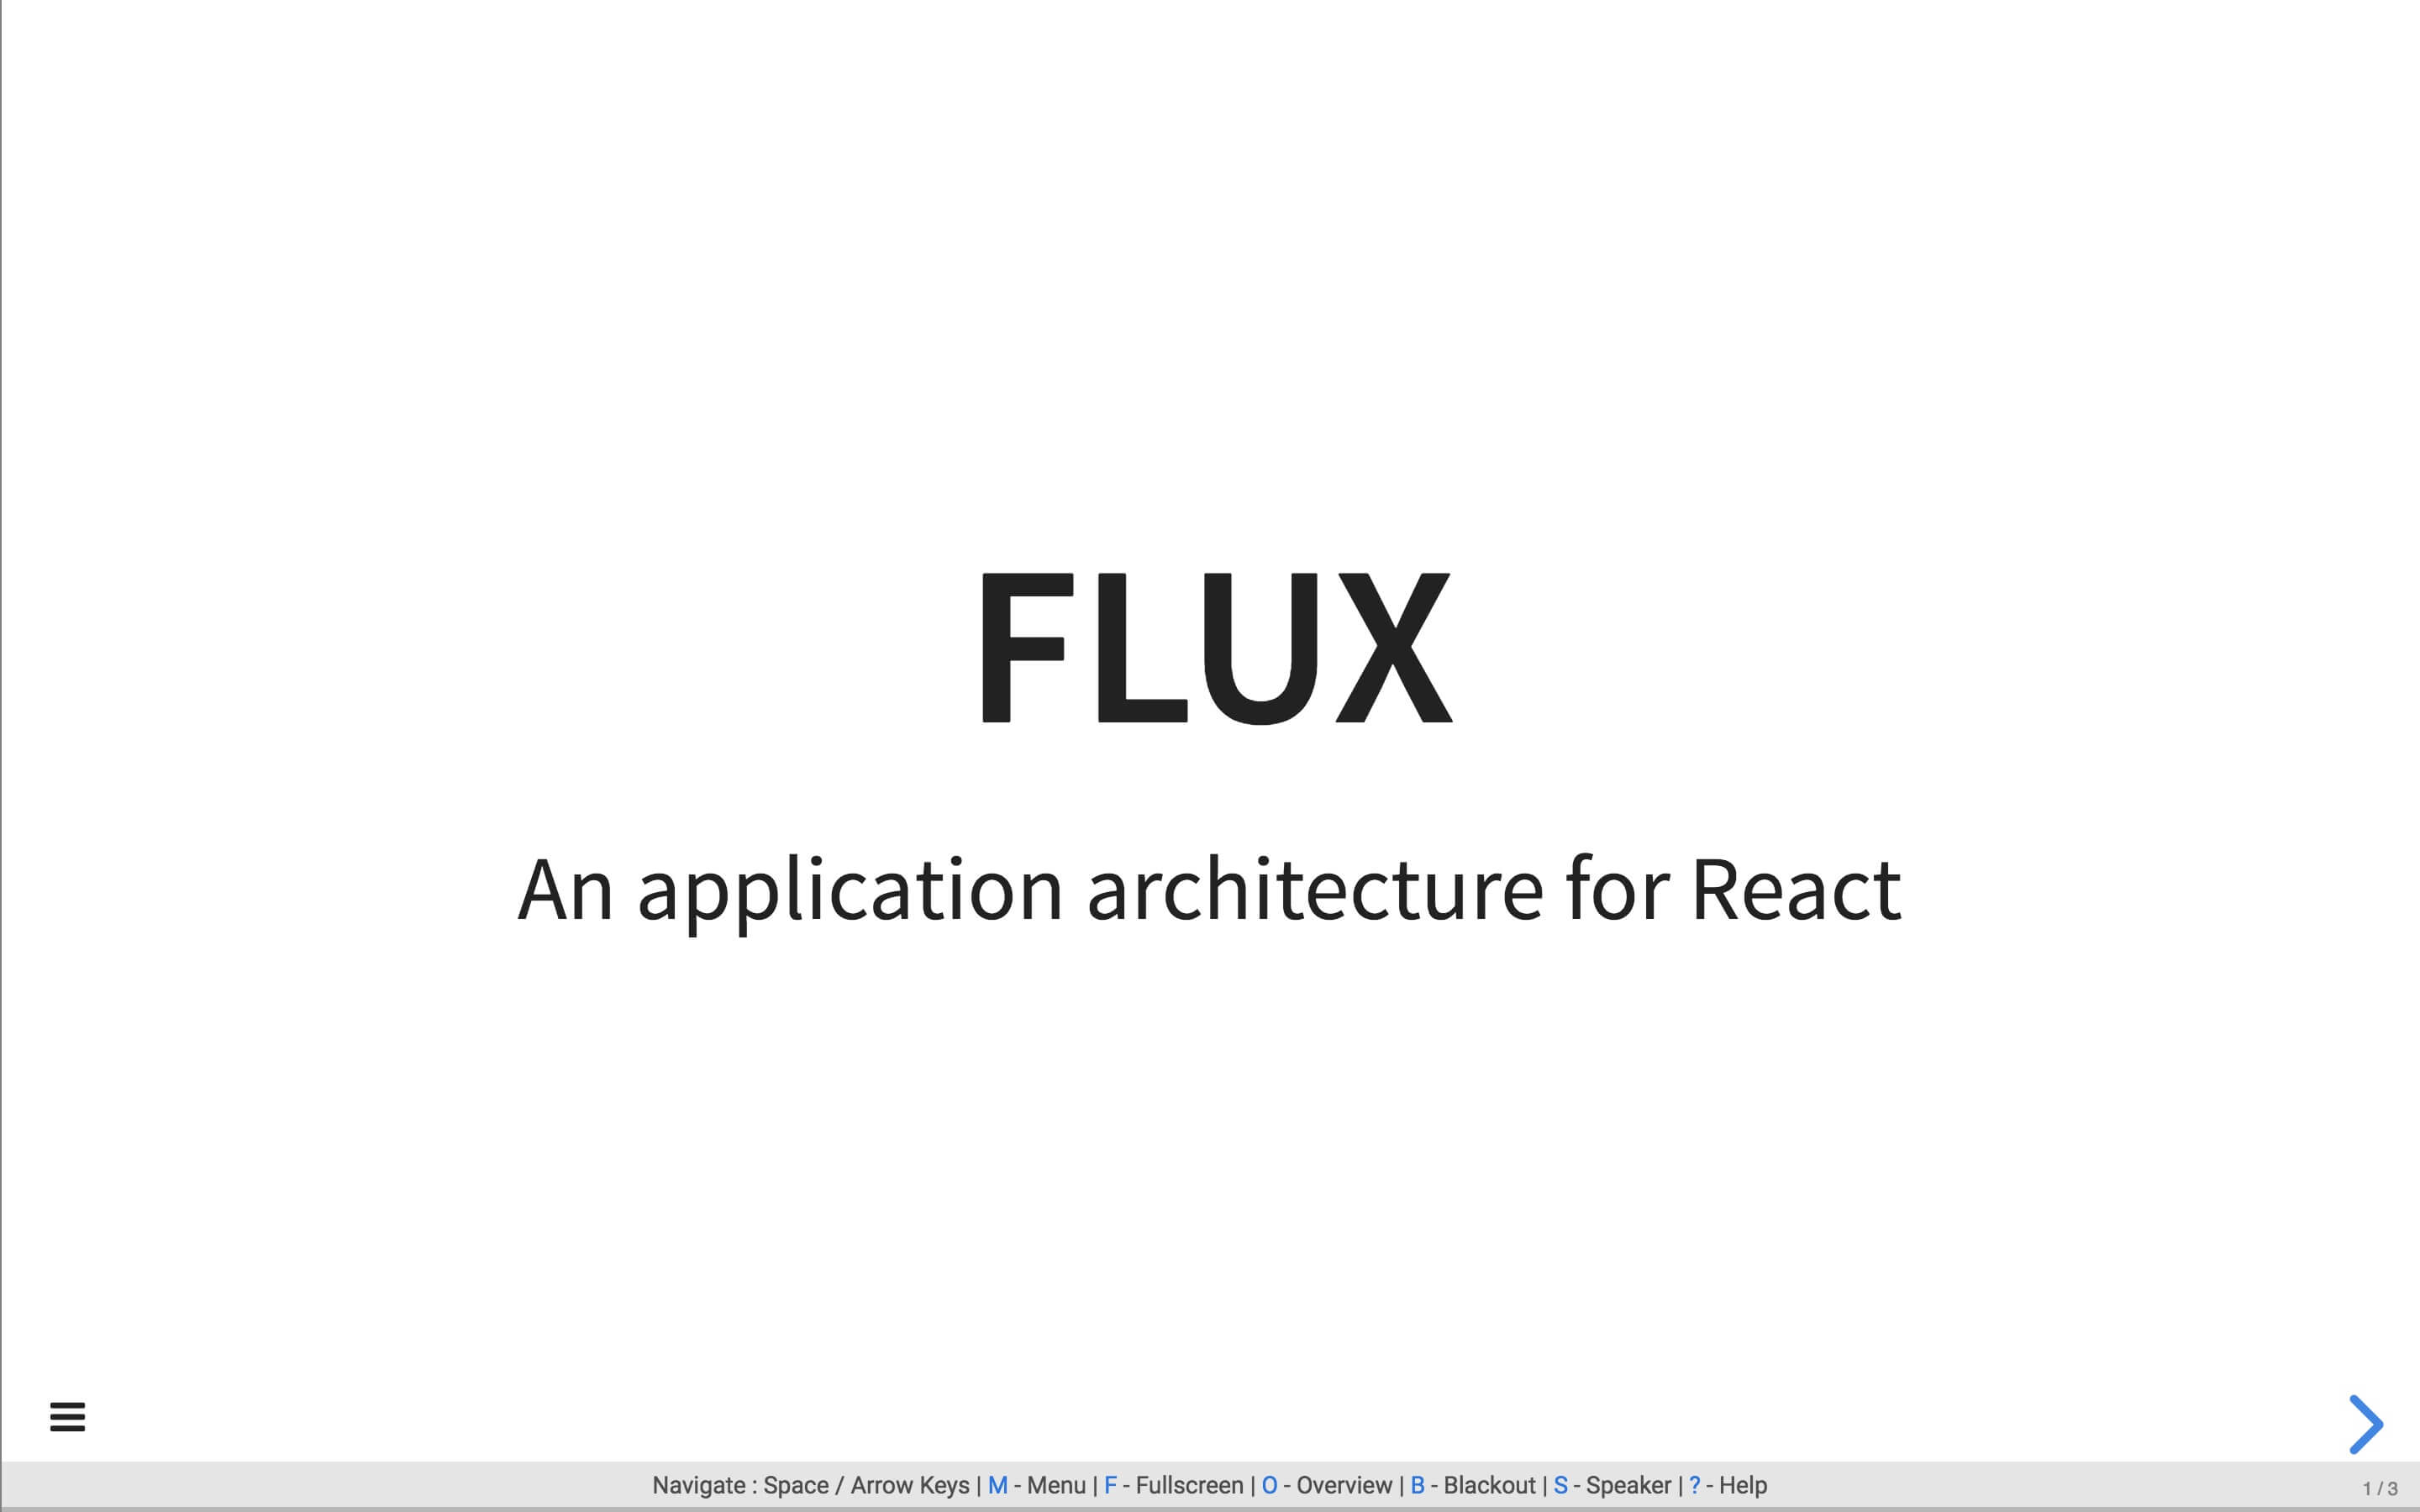 FLUX
An application architecture for React
Navigate : Space / Arrow Keys | M - Menu | F - Fullscreen | O - Overview | B - Blackout | S - Speaker | ? - Help
1 / 3